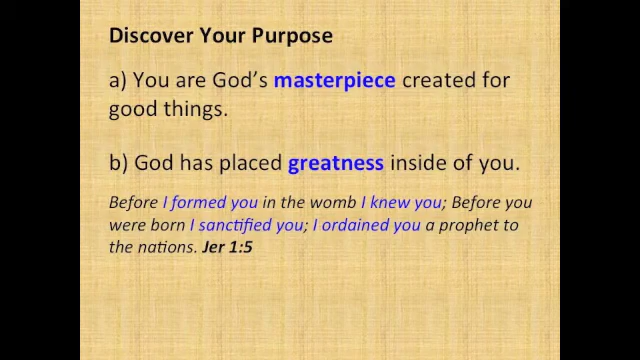 Discover Your Purpose
a) You are God’s masterpiece created for
good things.
b) God has placed greatness inside of you.
Before I formed you in the womb I knew you; Before you
were born I sanctified you; I ordained you a prophet to
the nations. Jer 1:5